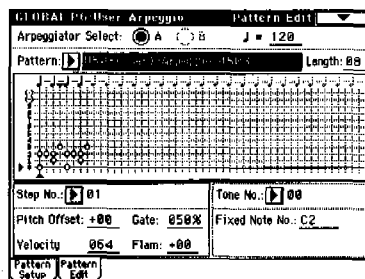 GLOBAL P6:User Arpeggio Pattern Edit
Arpeggiator Select: A B ♩ = 120
Pattern: Length: 08
Step No.: 01 Tone No.: 00
Pitch Offset: +00 Gate: 050% Fixed Note No.: C2
Velocity 064 Flam: +00
Pattern Setup Pattern Edit